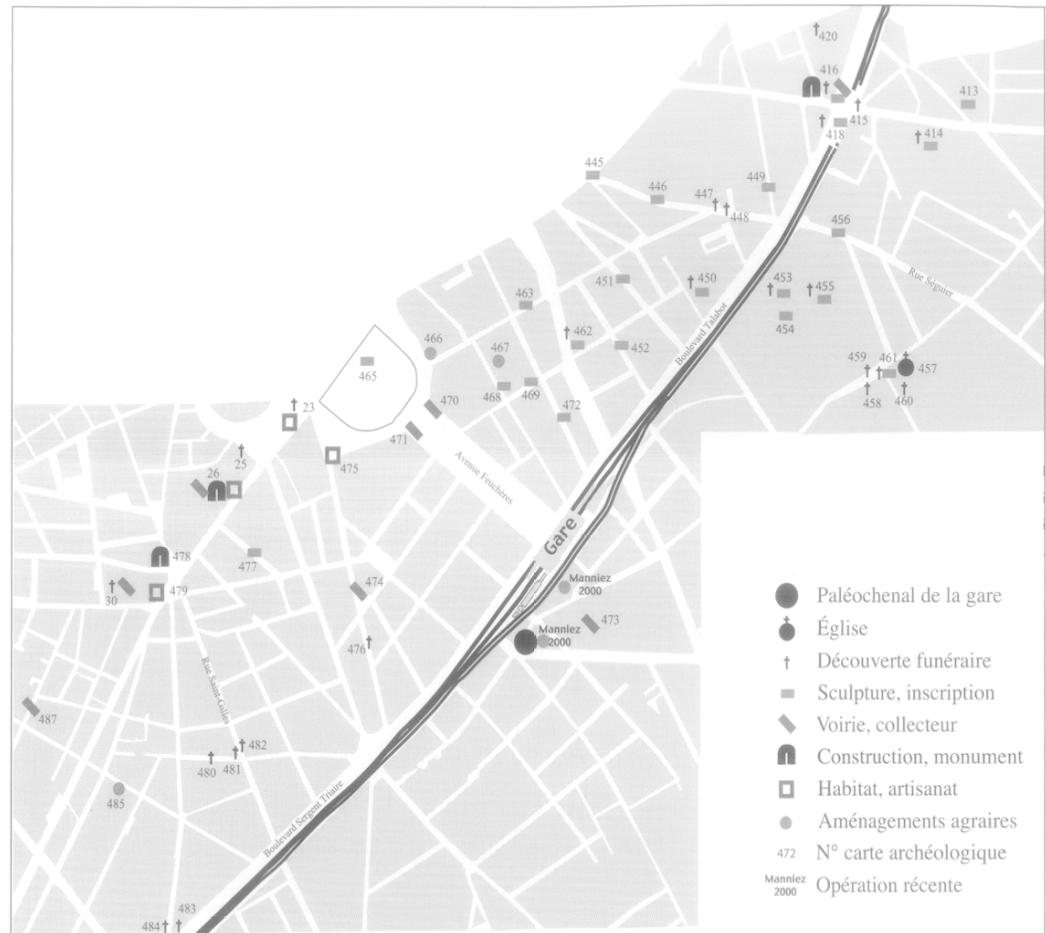 420
416
413
415
418
414
445
446
447
448
449
456
Rue Séguier
451
450
453
455
454
463
462
452
Boulevard Talabot
459
461
457
458
460
466
467
465
468
469
470
472
471
23
25
26
475
Avenue Feuchères
478
477
30
479
474
Gare
Manniez
2000
473
Manniez
2000
476
Rue Saint-Gilles
487
482
480
481
485
Boulevard Sergent Triaire
484
483
Paléochenal de la gare
Église
Découverte funéraire
Sculpture, inscription
Voirie, collecteur
Construction, monument
Habitat, artisanat
Aménagements agraires
472 N° carte archéologique
Manniez
2000
Opération récente